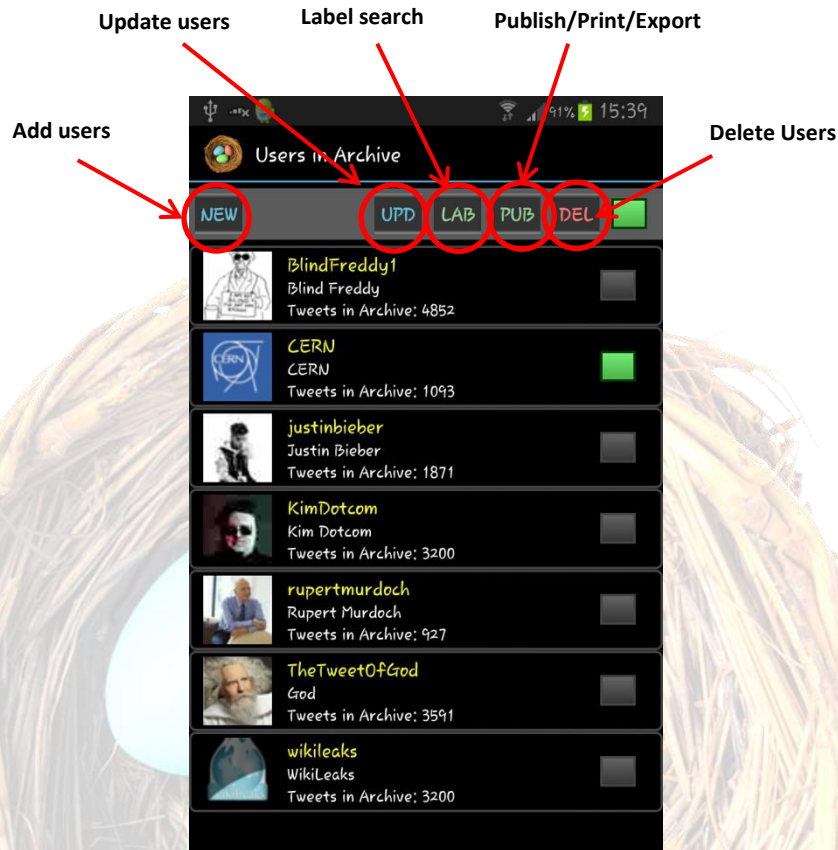 Update users
Label search
Publish/Print/Export
Add users
Delete Users
91% 15:39
Users in Archive
NEW UPD LAB PUB DEL
BlindFreddy1
Blind Freddy
Tweets in Archive: 4852
CERN
CERN
CERN
Tweets in Archive: 1093
justinbieber
Justin Bieber
Tweets in Archive: 1871
KimDotcom
Kim Dotcom
Tweets in Archive: 3200
rupertmurdoch
Rupert Murdoch
Tweets in Archive: 927
TheTweetOfGod
God
Tweets in Archive: 3591
wikileaks
WikiLeaks
Tweets in Archive: 3200